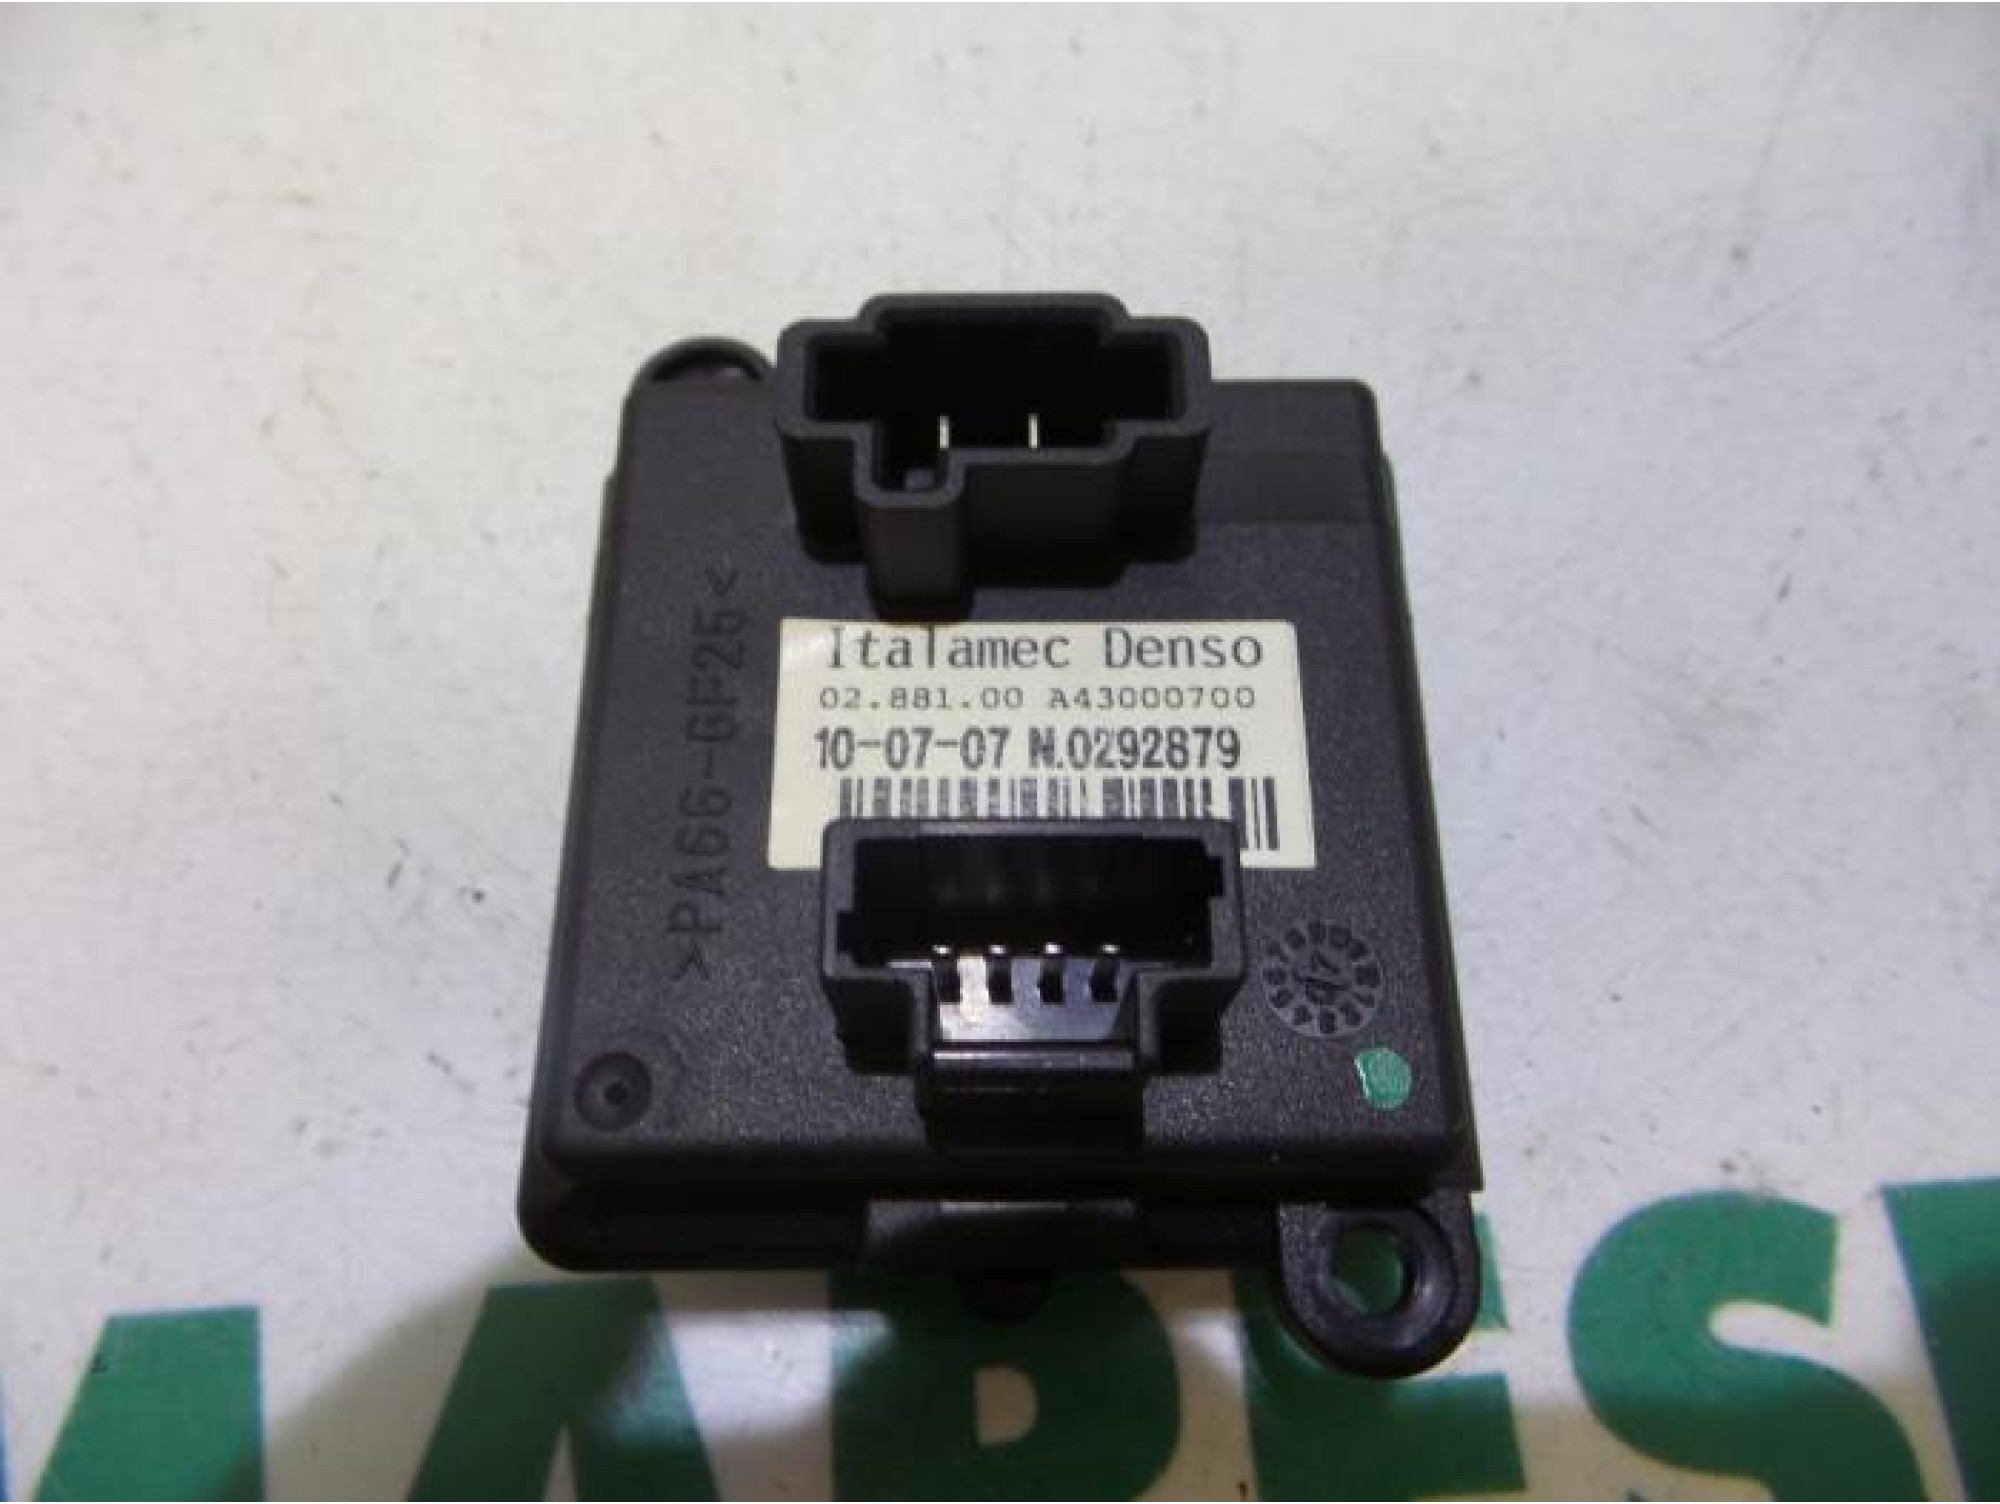 Italamec Denso
02.881.00 A43000700
10-07-07 N.0292879
>PA66-GF25<